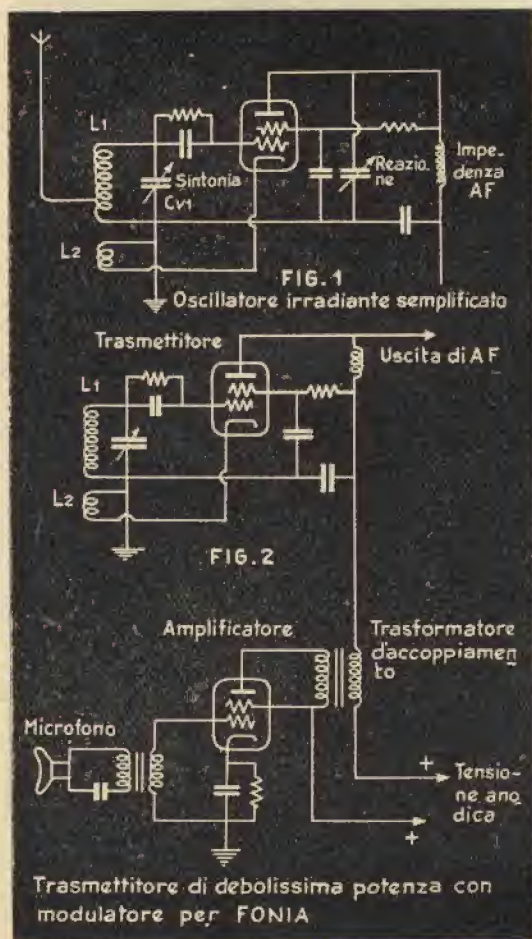 L1
Sintonia
Cv1
Reazio-
ne
Impe-
denza
AF
L2
FIG.1
Oscillatore irradiante semplificato
Trasmettitore
Uscita di AF
L1
L2
FIG.2
Amplificatore
Trasformatore
d'accoppiamen
to
Microfono
+
Tensio-
ne ano
dica
+
Trasmettitore di debolissima potenza con
modulatore per FONIA